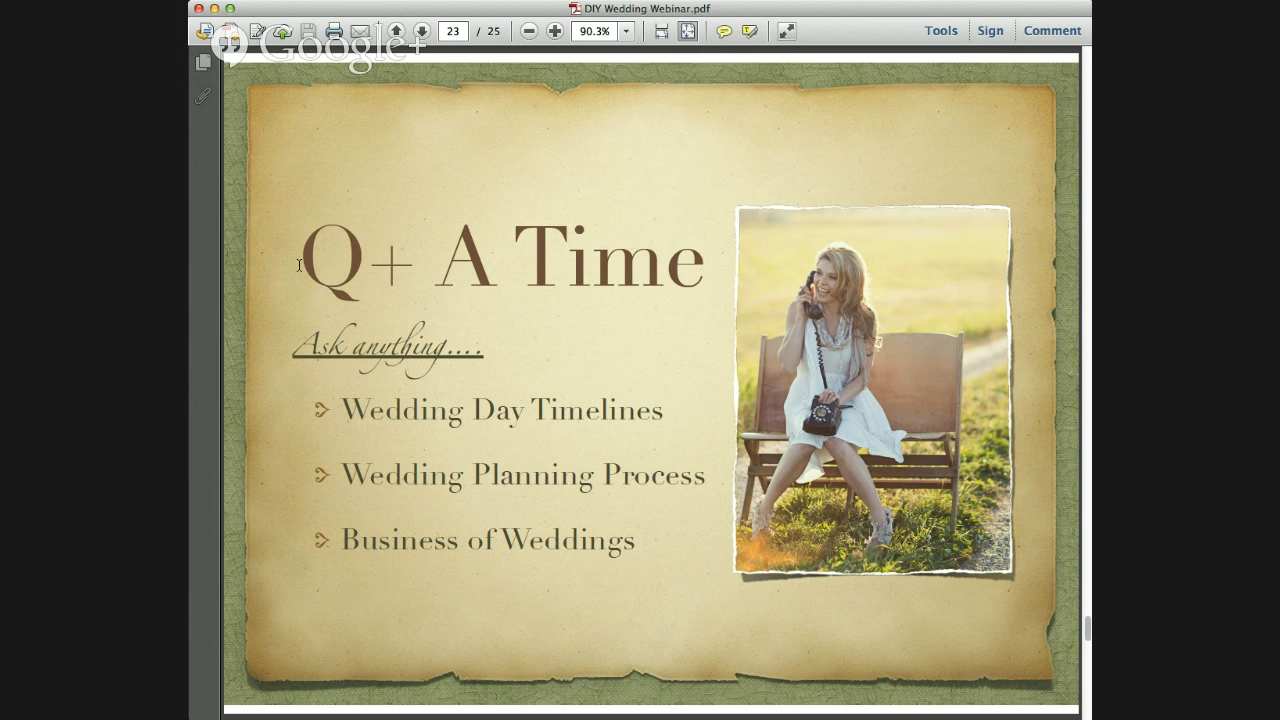 DIY Wedding Webinar.pdf
23 / 25 90.3% Tools Sign Comment
Google+
Q + A Time
Ask anything....
Wedding Day Timelines
Wedding Planning Process
Business of Weddings